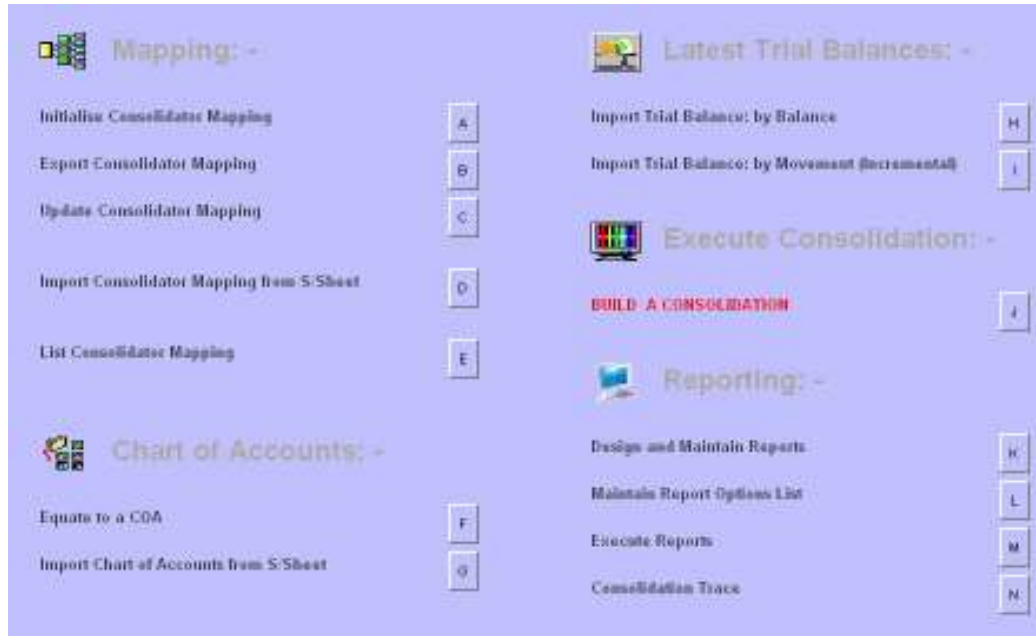 Mapping: -
Initialise Consolidator Mapping
A
Export Consolidator Mapping
B
Update Consolidator Mapping
C
Import Consolidator Mapping from S/Sheet
D
List Consolidator Mapping
E
Chart of Accounts: -
Equate to a COA
F
Import Chart of Accounts from S/Sheet
G
Latest Trial Balances: -
Import Trial Balance: by Balance
H
Import Trial Balance: by Movement (Incremental)
I
Execute Consolidation: -
BUILD A CONSOLIDATION
J
Reporting: -
Design and Maintain Reports
K
Maintain Report Options List
L
Execute Reports
M
Consolidation Trace
N